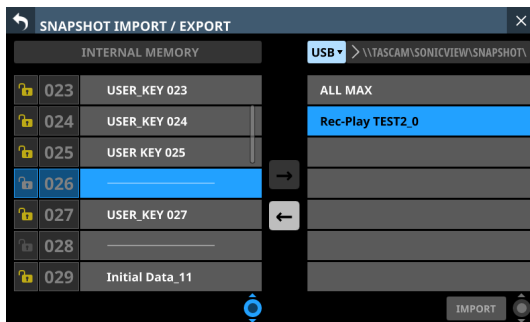 SNAPSHOT IMPORT / EXPORT
INTERNAL MEMORY
USB
\\TASCAM\SONICVIEW\SNAPSHOT\
023 USER_KEY 023
024 USER_KEY 024
025 USER KEY 025
026
027 USER_KEY 027
028
029 Initial Data_11
ALL MAX
Rec-Play TEST2_0
IMPORT